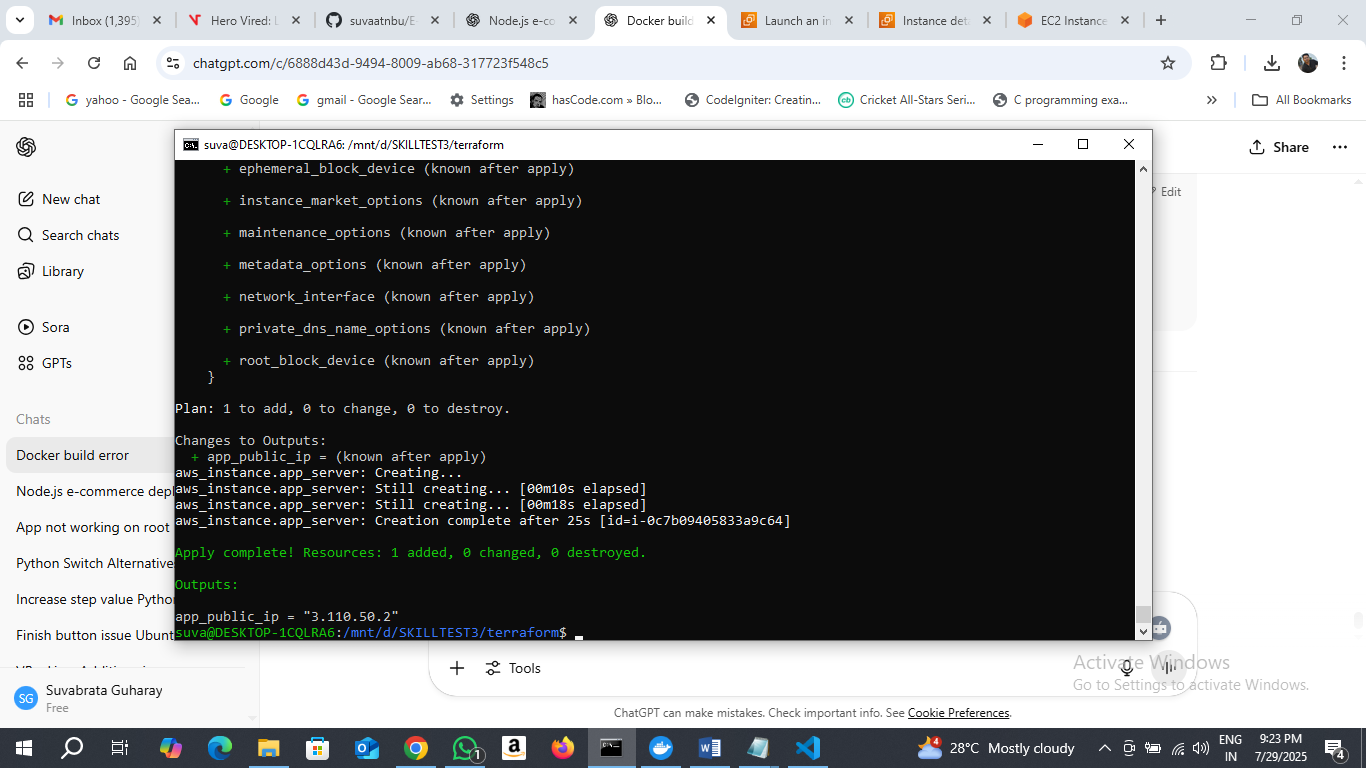 Inbox (1,395)
Hero Vired: L
suvaatnbu/E-
Node.js e-co
Docker build
Launch an in
Instance det
EC2 Instance
chatgpt.com/c/6888d43d-9494-8009-ab68-317723f548c5
yahoo - Google Sea...
Google
gmail - Google Sear...
Settings
hasCode.com » Blo...
CodeIgniter: Creatin...
Cricket All-Stars Seri...
C programming exa...
All Bookmarks
suva@DESKTOP-1CQLRA6: /mnt/d/SKILLTEST3/terraform
Share
Edit
New chat
Search chats
Library
Sora
GPTs
Chats
Docker build error
Node.js e-commerce dep
App not working on root
Python Switch Alternative
Increase step value Pytho
Finish button issue Ubunt
SG
Suvabrata Guharay
Free
+ ephemeral_block_device (known after apply)
+ instance_market_options (known after apply)
+ maintenance_options (known after apply)
+ metadata_options (known after apply)
+ network_interface (known after apply)
+ private_dns_name_options (known after apply)
+ root_block_device (known after apply)
}
Plan: 1 to add, 0 to change, 0 to destroy.
Changes to Outputs:
+ app_public_ip = (known after apply)
aws_instance.app_server: Creating...
aws_instance.app_server: Still creating... [00m10s elapsed]
aws_instance.app_server: Still creating... [00m18s elapsed]
aws_instance.app_server: Creation complete after 25s [id=i-0c7b09405833a9c64]
Apply complete! Resources: 1 added, 0 changed, 0 destroyed.
Outputs:
app_public_ip = "3.110.50.2"
suva@DESKTOP-1CQLRA6:/mnt/d/SKILLTEST3/terraform$
Tools
Activate Windows
Go to Settings to activate Windows.
ChatGPT can make mistakes. Check important info. See Cookie Preferences.
1
4
28°C Mostly cloudy
ENG
IN
9:23 PM
7/29/2025
4